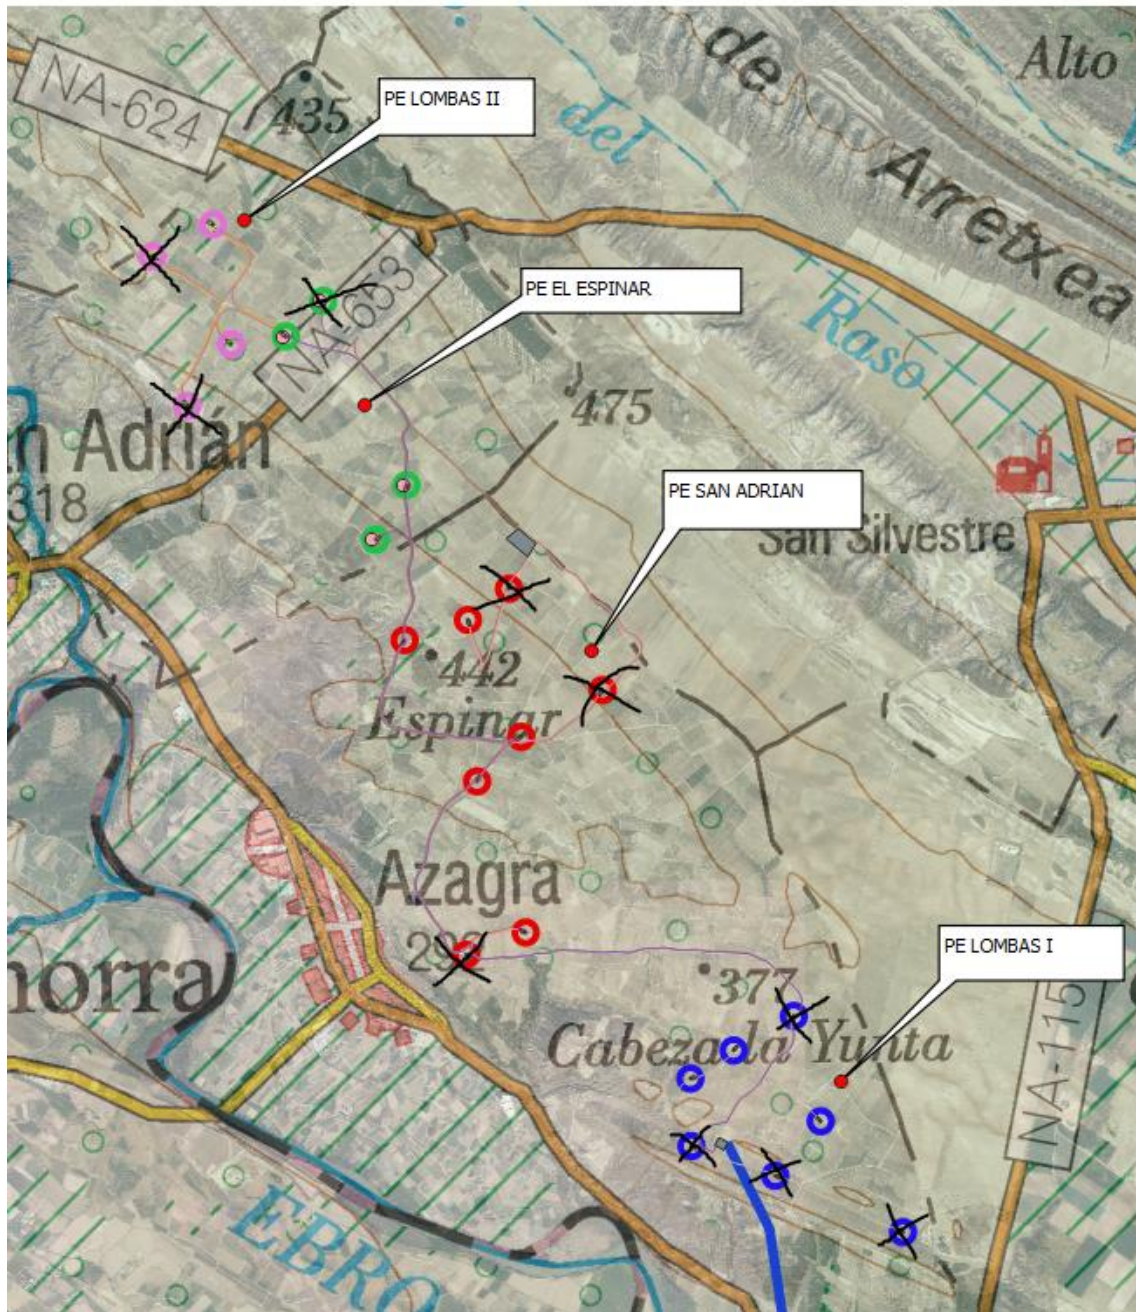 de
Alto
NA-624
PE LOMBAS II
435
del
Arretxea
NA-653
PE EL ESPINAR
Raso
475
n Adrián
318
PE SAN ADRIAN
San Silvestre
442
Espinar
Azagra
PE LOMBAS I
377
norra
Cabeza la Yunta
NA-115
EBRO